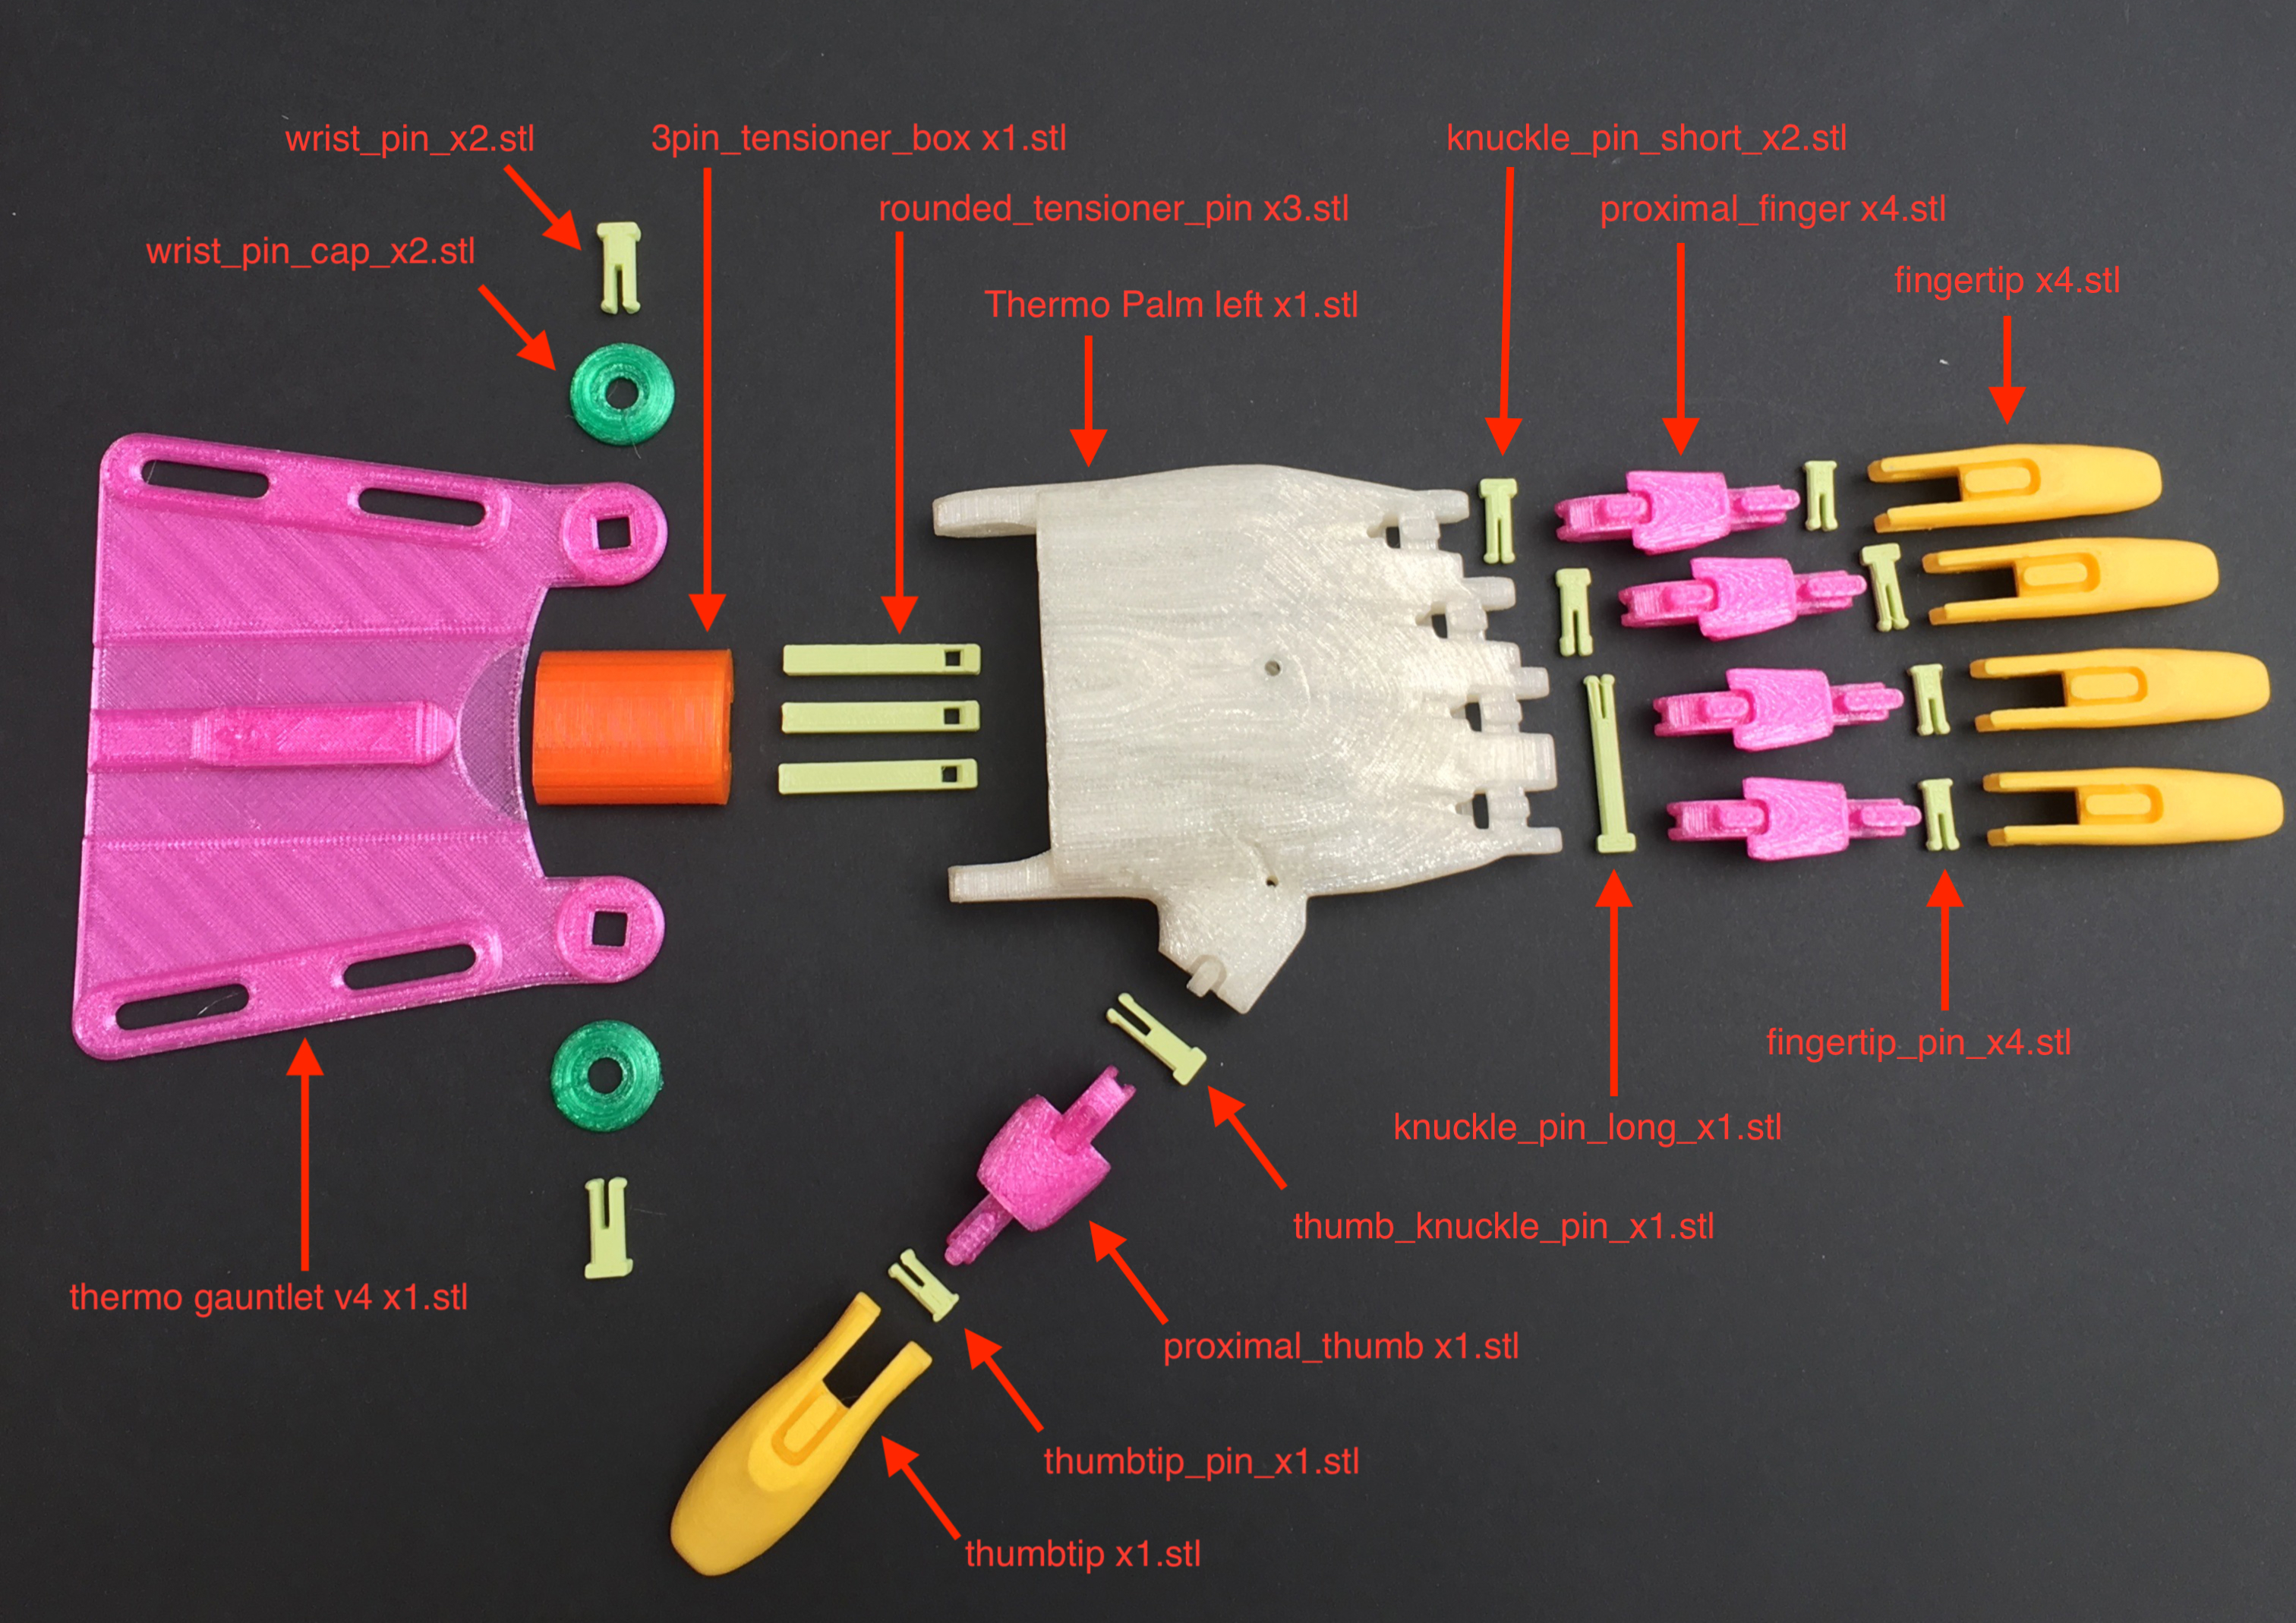 wrist_pin_x2.stl
3pin_tensioner_box x1.stl
knuckle_pin_short_x2.stl
rounded_tensioner_pin x3.stl
proximal_finger x4.stl
wrist_pin_cap_x2.stl
Thermo Palm left x1.stl
fingertip x4.stl
fingertip_pin_x4.stl
knuckle_pin_long_x1.stl
thumb_knuckle_pin_x1.stl
thermo gauntlet v4 x1.stl
proximal_thumb x1.stl
thumbtip_pin_x1.stl
thumbtip x1.stl